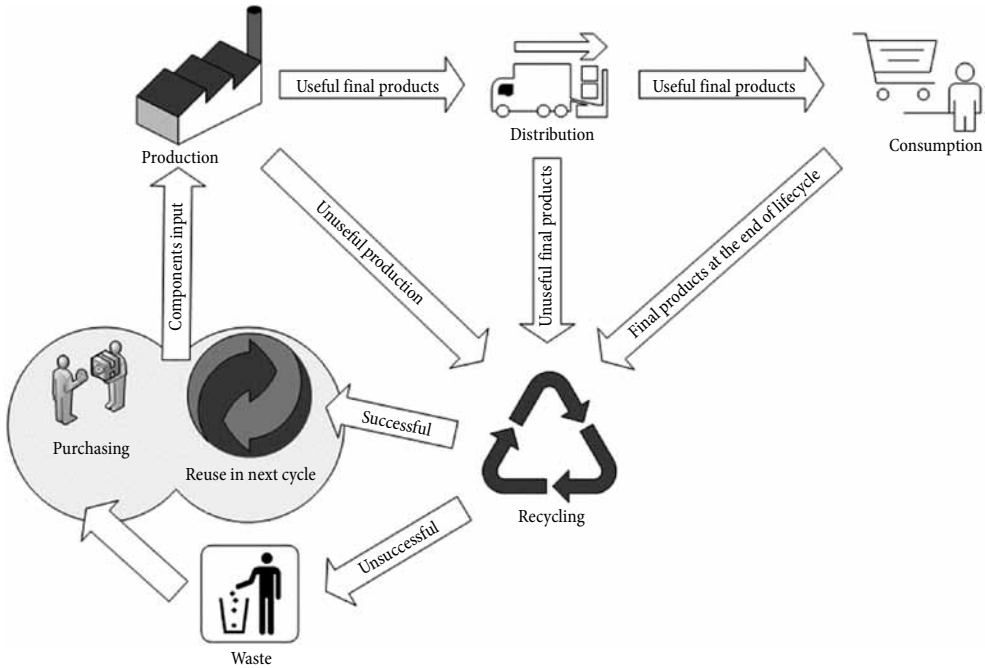 Useful final products
Useful final products
Distribution
Consumption
Production
Components input
Unuseful production
Unuseful final products
Final products at the end of lifecycle
Purchasing
Reuse in next cycle
Successful
Recycling
Unsuccessful
Waste